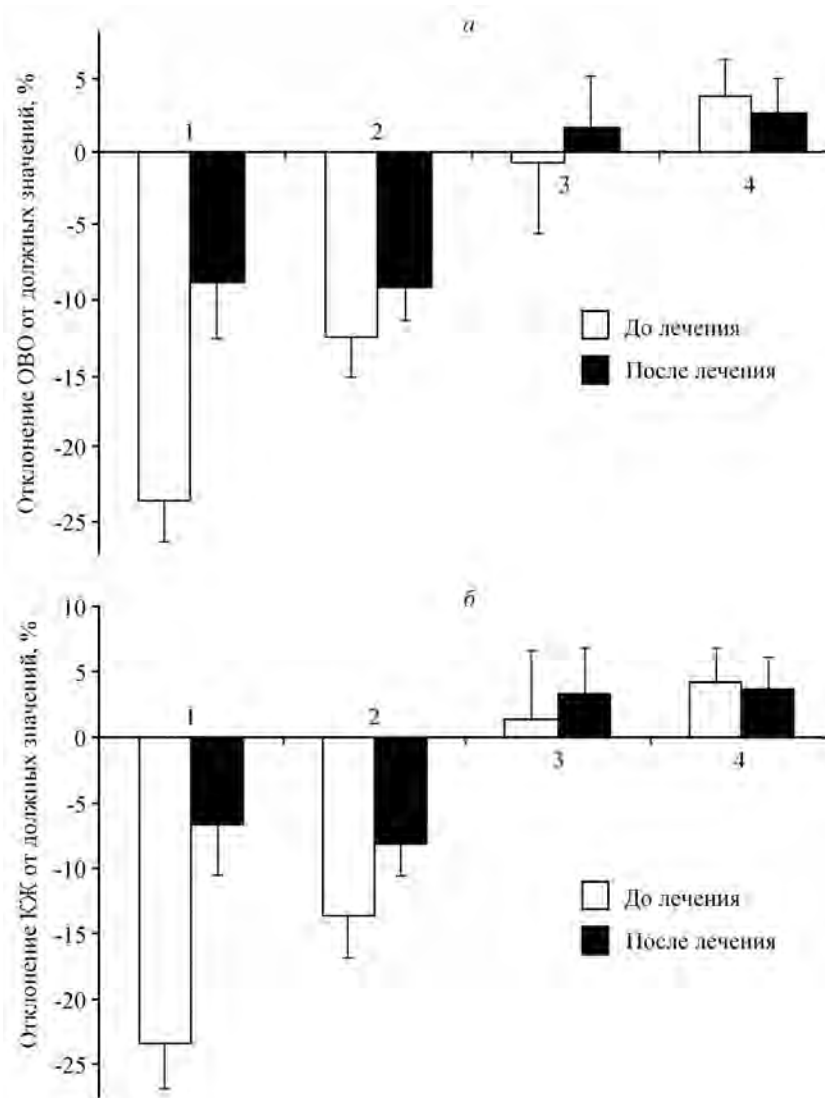 а
Отклонение ОВО от должных значений, %
5
0
-5
-10
-15
-20
-25
1
2
3
4
До лечения
После лечения
б
Отклонение КЖ от должных значений, %
10
5
0
-5
-10
-15
-20
-25
1
2
3
4
До лечения
После лечения